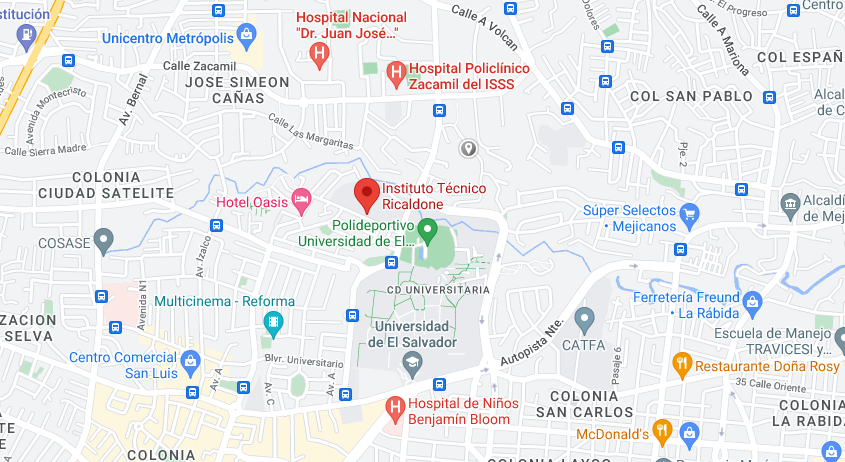 Calle A Volcan
Dolores
El Progreso
Centro
Hospital Nacional
"Dr. Juan José..."
stitución
Unicentro Metrópolis
Calle A Mariona
Calle Zacamil
COL ESPAÑ
Hospital Policlínico
Zacamil del ISSS
JOSE SIMEON
CAÑAS
Av. Bernal
Avenida Montecristo
COL SAN PABLO
Alcal
de M
Calle Las Margaritas
Calle Sierra Madre
Pje. 2
COLONIA
CIUDAD SATELITE
Instituto Técnico
Ricaldone
Hotel Oasis
Alcaldí
de Mej
Súper Selectos
• Mejicanos
Polideportivo
Universidad de El...
COSASE
Av. Izalco
CD UNIVERSITARIA
Avenida N1
Multicinema - Reforma
Ferretería Freund
• La Rábida
ZACION
SELVA
Universidad
de El Salvador
Autopista Nte.
CATFA
Escuela de Manejo
TRAVICESI y...
Centro Comercial
San Luis
Blvr. Universitario
Pasaje 6
Restaurante Doña Rosy
Av. A
Av. A
Av. C
35 Calle Oriente
Hospital de Niños
Benjamín Bloom
COLONIA
SAN CARLOS
COLONIA
LA RABIDA
McDonald's
COLONIA
COLONIA LAYCO